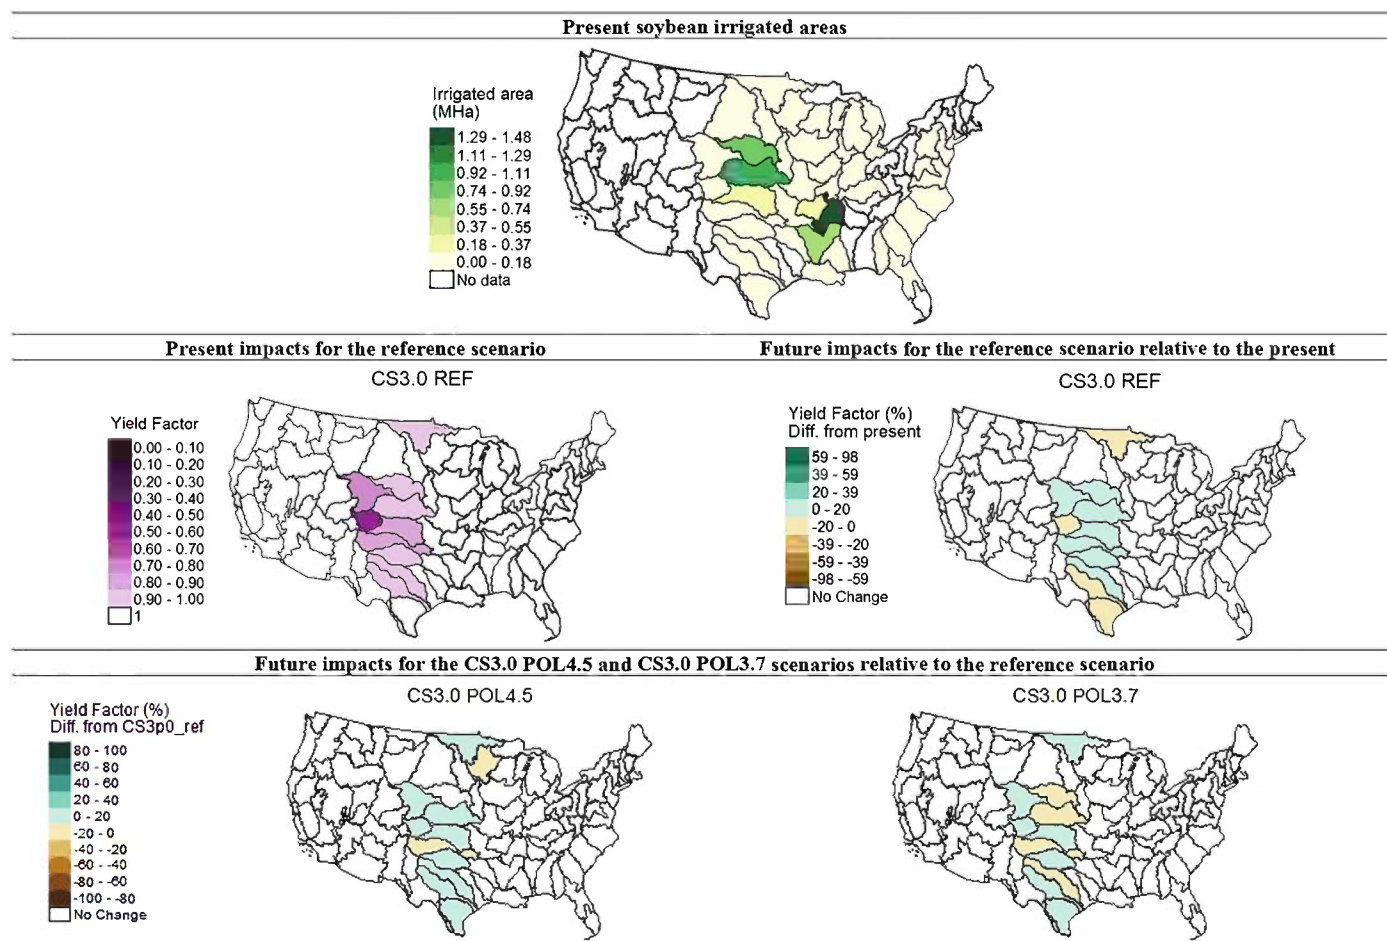 Present soybean irrigated areas
Irrigated area
(MHa)
1.29 - 1.48
1.11 - 1.29
0.92 - 1.11
0.74 - 0.92
0.55 - 0.74
0.37 - 0.55
0.18 - 0.37
0.00 - 0.18
No data
Present impacts for the reference scenario
CS3.0 REF
Yield Factor
0.00 - 0.10
0.10 - 0.20
0.20 - 0.30
0.30 - 0.40
0.40 - 0.50
0.50 - 0.60
0.60 - 0.70
0.70 - 0.80
0.80 - 0.90
0.90 - 1.00
1
Future impacts for the reference scenario relative to the present
CS3.0 REF
Yield Factor (%)
Diff. from present
59 - 98
39 - 59
20 - 39
0 - 20
-20 - 0
-39 - -20
-59 - -39
-98 - -59
No Change
Future impacts for the CS3.0 POL4.5 and CS3.0 POL3.7 scenarios relative to the reference scenario
CS3.0 POL4.5
Yield Factor (%)
Diff. from CS3p0_ref
80 - 100
60 - 80
40 - 60
20 - 40
0 - 20
-20 - 0
-40 - -20
-60 - -40
-80 - -60
-100 - -80
No Change
CS3.0 POL3.7